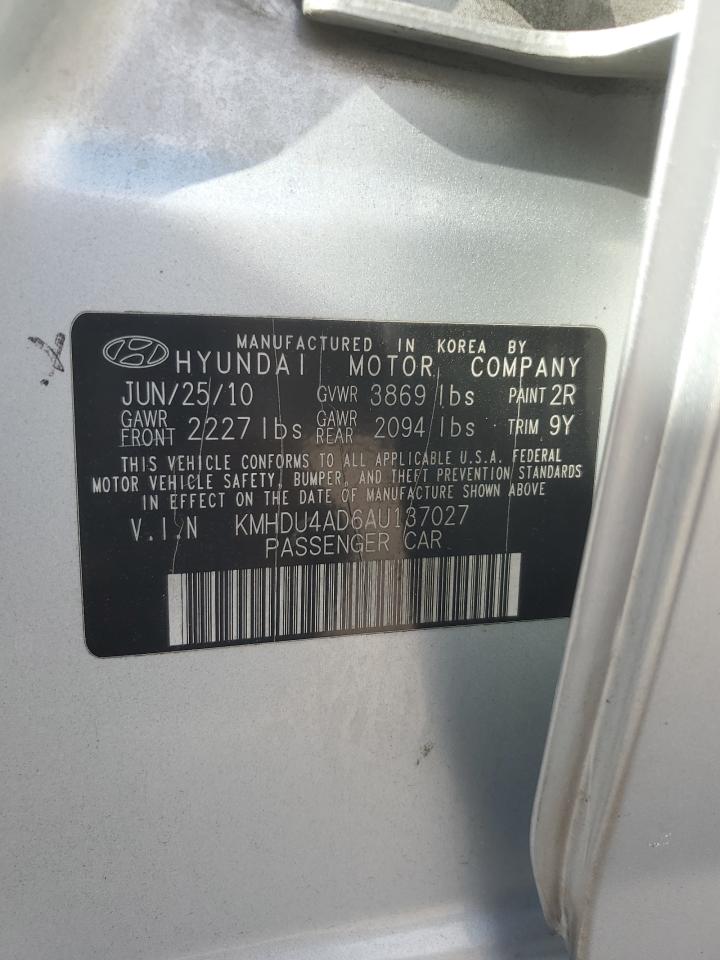 MANUFACTURED IN KOREA BY
HYUNDAI MOTOR COMPANY
JUN/25/10 GVWR 3869 lbs PAINT 2R
GAWR FRONT 2227 lbs GAWR REAR 2094 lbs TRIM 9Y
THIS VEHICLE CONFORMS TO ALL APPLICABLE U.S.A. FEDERAL
MOTOR VEHICLE SAFETY, BUMPER, AND THEFT PREVENTION STANDARDS
IN EFFECT ON THE DATE OF MANUFACTURE SHOWN ABOVE
V.I.N KMHDU4AD6AU137027
PASSENGER CAR